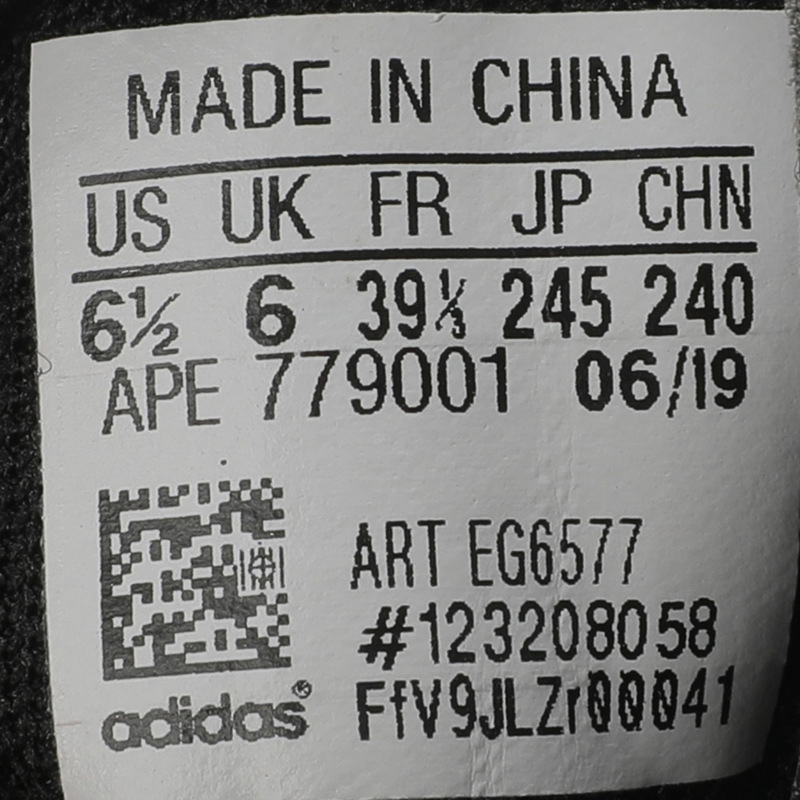 MADE IN CHINA
US UK FR JP CHN
6½ 6 39⅓ 245 240
APE 779001 06/19
ART EG6577
#123208058
adidas® FfV9JLZr00041